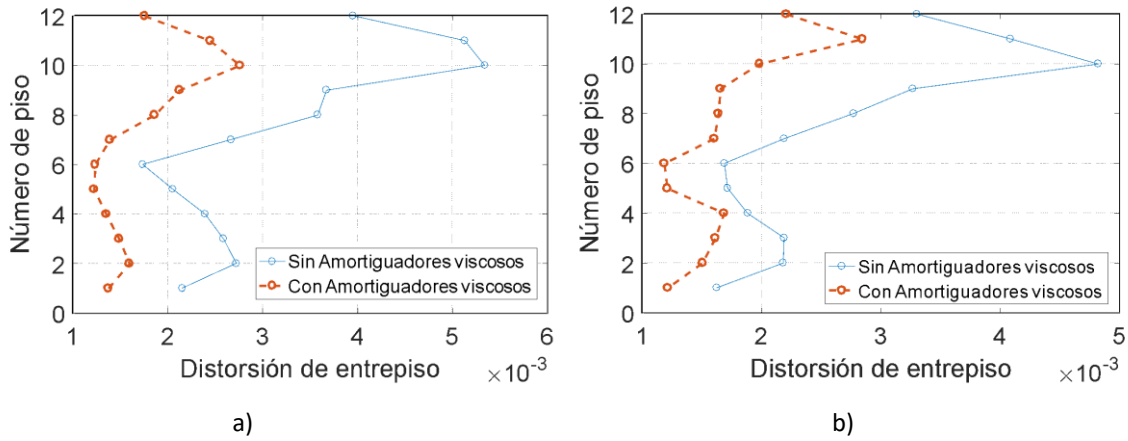 12
10
8
6
4
2
0
Número de piso
Sin Amortiguadores viscosos
Con Amortiguadores viscosos
1 2 3 4 5 6
Distorsión de entrepiso ×10⁻³
a)
12
10
8
6
4
2
0
Número de piso
Sin Amortiguadores viscosos
Con Amortiguadores viscosos
1 2 3 4 5
Distorsión de entrepiso ×10⁻³
b)